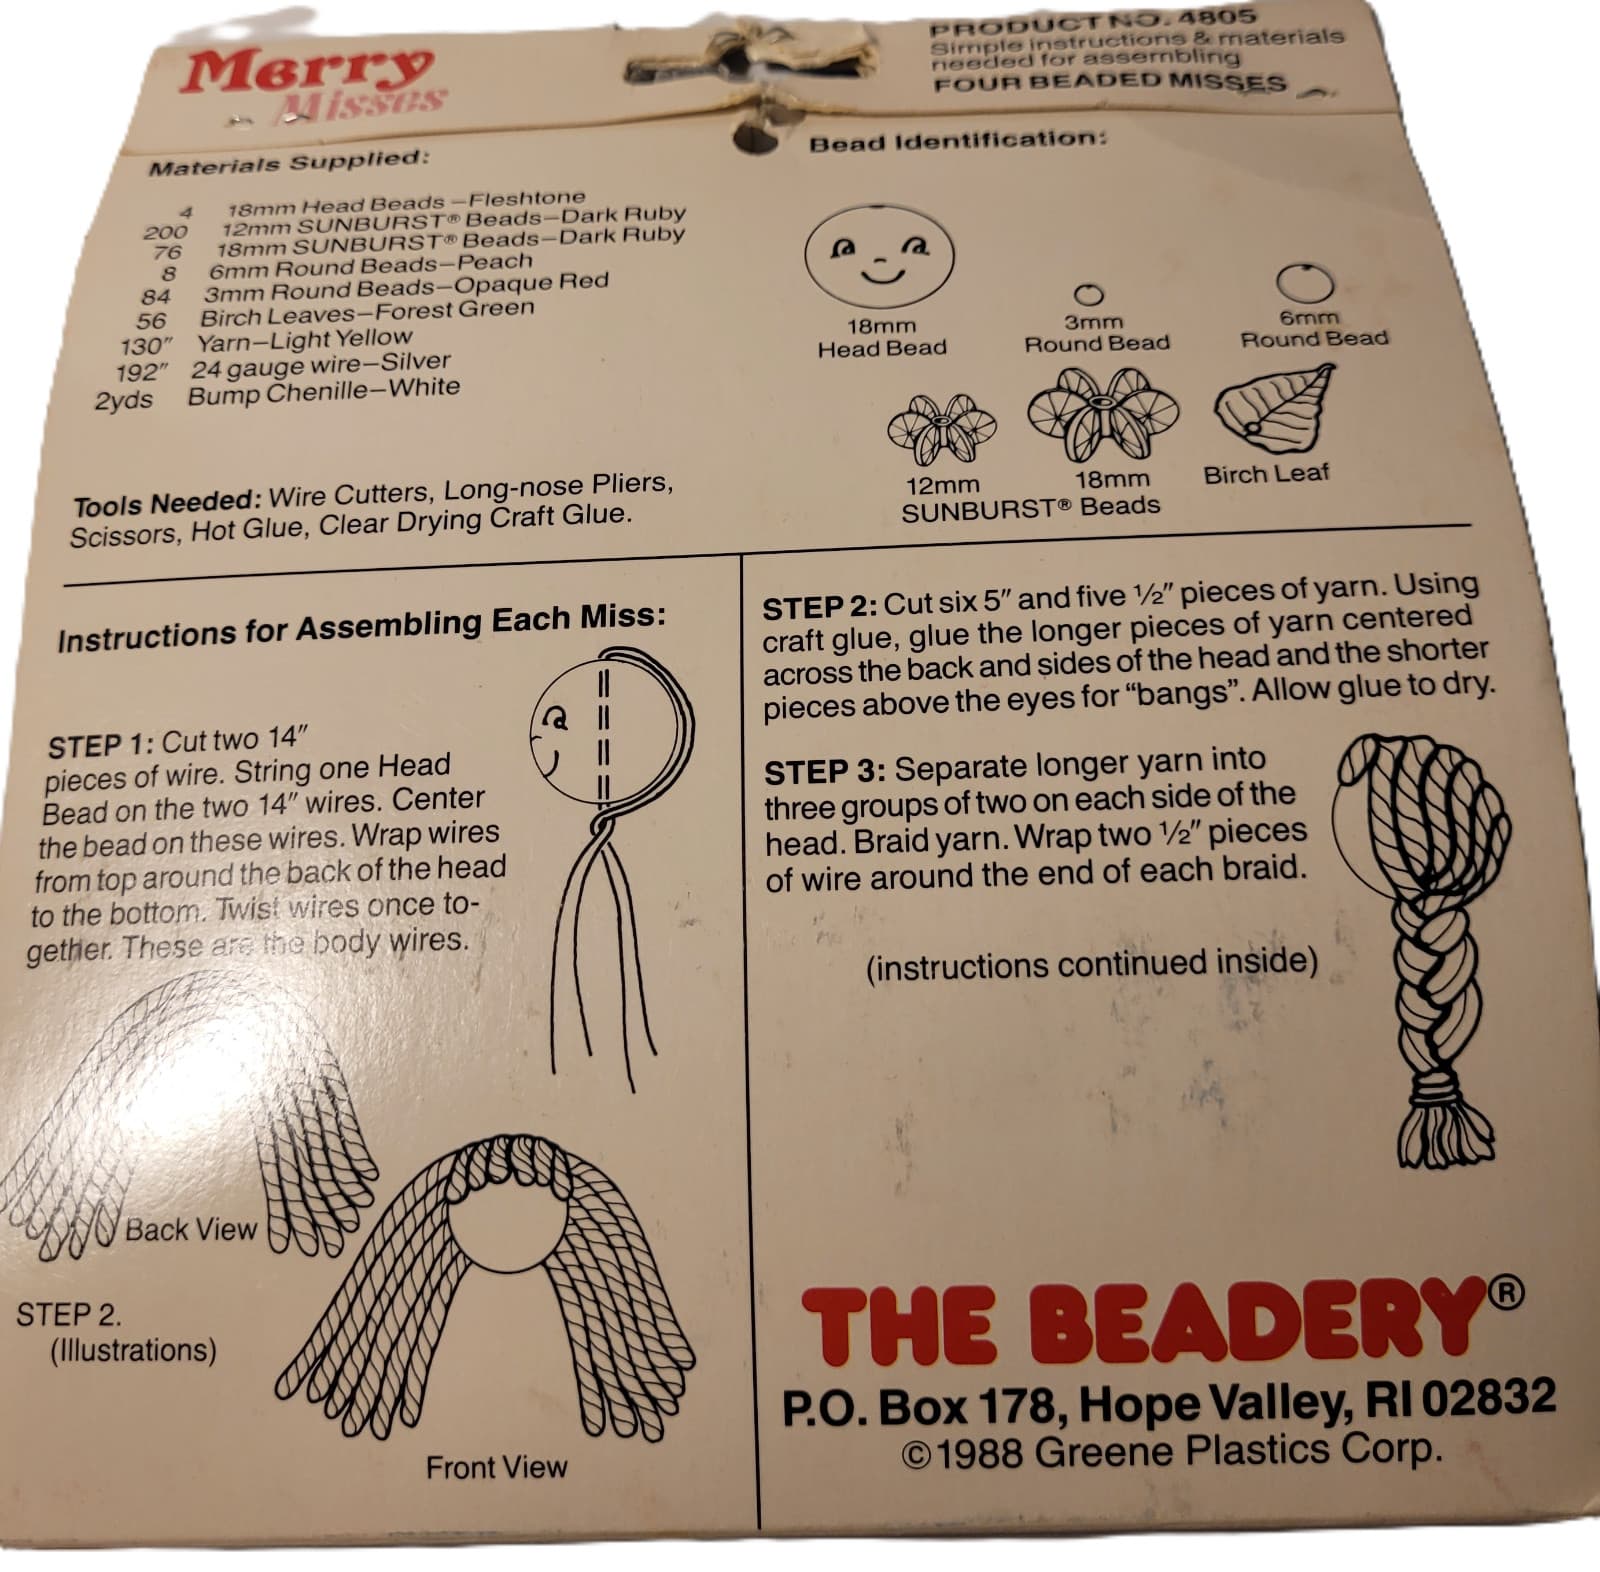 Merry
Misses
PRODUCT NO. 4805
Simple instructions & materials
needed for assembling
FOUR BEADED MISSES
Materials Supplied:
4 18mm Head Beads–Fleshtone
200 12mm SUNBURST® Beads–Dark Ruby
76 18mm SUNBURST® Beads–Dark Ruby
8 6mm Round Beads–Peach
84 3mm Round Beads–Opaque Red
56 Birch Leaves–Forest Green
130″ Yarn–Light Yellow
192″ 24 gauge wire–Silver
2yds Bump Chenille–White
Tools Needed: Wire Cutters, Long-nose Pliers,
Scissors, Hot Glue, Clear Drying Craft Glue.
Bead Identification:
18mm
Head Bead
3mm
Round Bead
6mm
Round Bead
12mm 18mm
SUNBURST® Beads
Birch Leaf
Instructions for Assembling Each Miss:
STEP 1: Cut two 14″
pieces of wire. String one Head
Bead on the two 14″ wires. Center
the bead on these wires. Wrap wires
from top around the back of the head
to the bottom. Twist wires once to-
gether. These are the body wires.
Back View
STEP 2.
(Illustrations)
Front View
STEP 2: Cut six 5″ and five ½″ pieces of yarn. Using
craft glue, glue the longer pieces of yarn centered
across the back and sides of the head and the shorter
pieces above the eyes for “bangs”. Allow glue to dry.
STEP 3: Separate longer yarn into
three groups of two on each side of the
head. Braid yarn. Wrap two ½″ pieces
of wire around the end of each braid.
(instructions continued inside)
THE BEADERY®
P.O. Box 178, Hope Valley, RI 02832
©1988 Greene Plastics Corp.